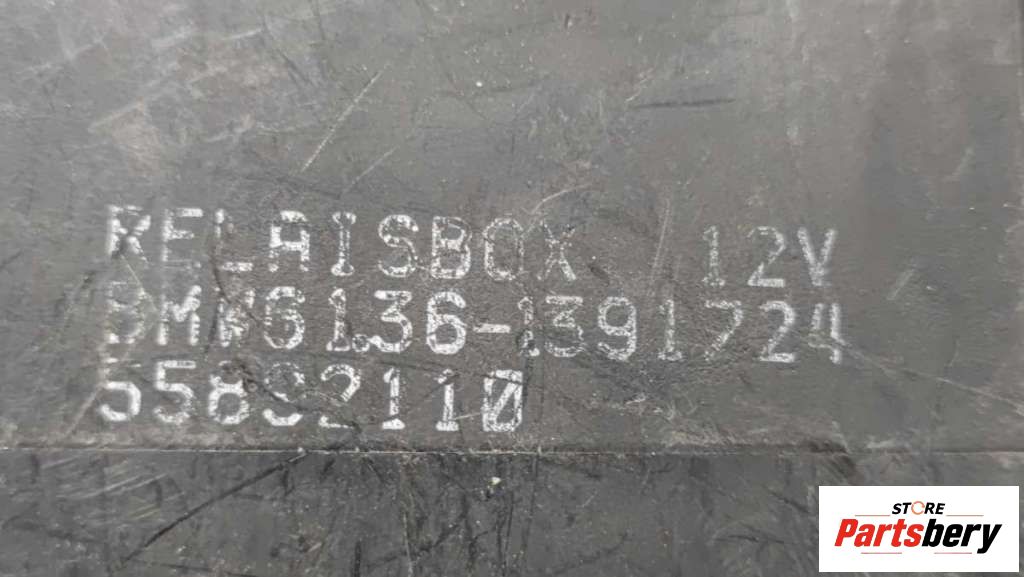 RELAISBOX 12V
BMW6136-1391724
55892110
STORE
Partsbery